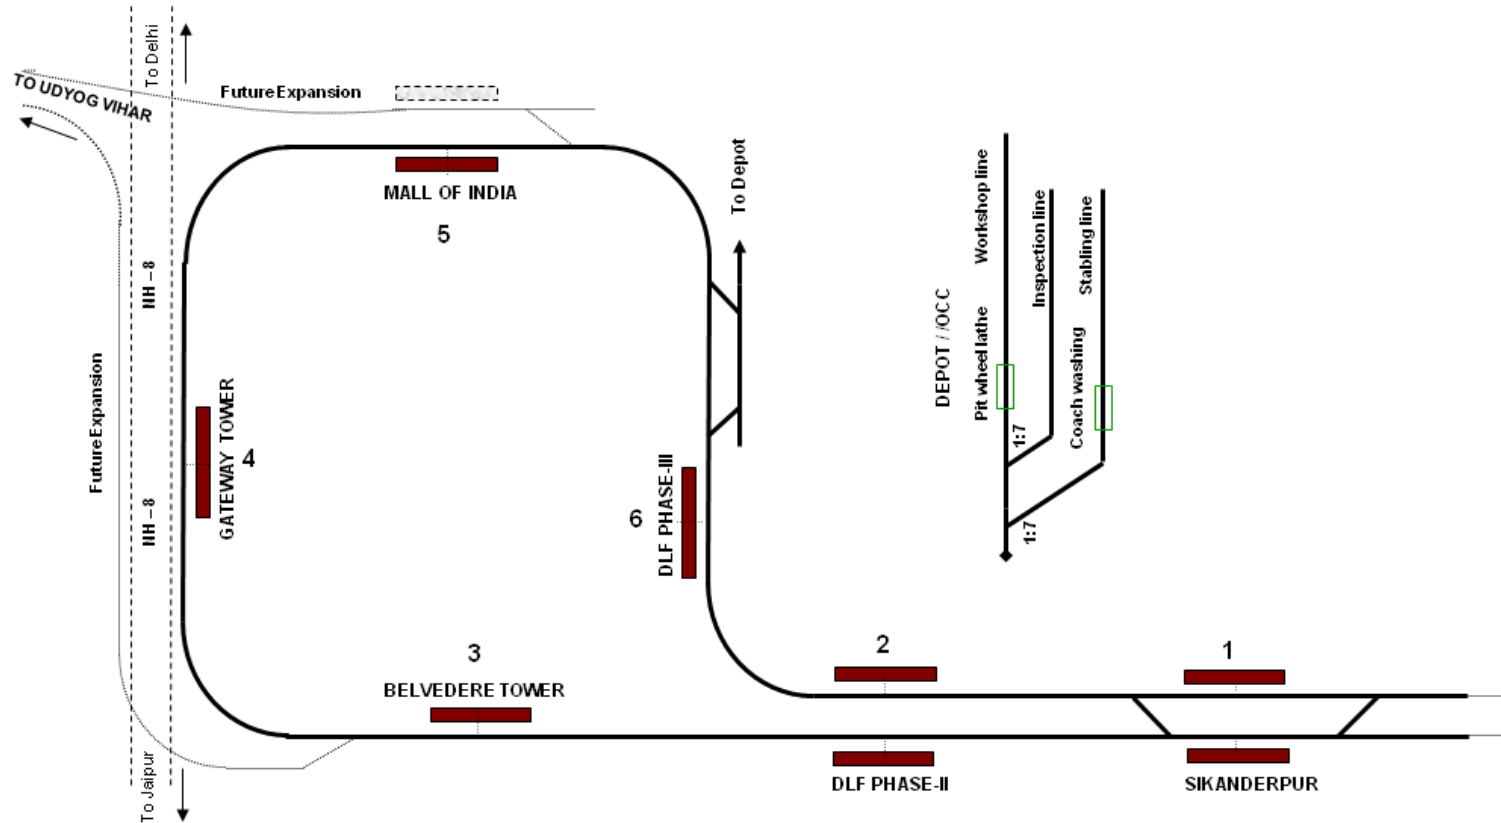 To Delhi
Future Expansion
TO UDYOG VIHAR
MALL OF INDIA
5
To Depot
Workshop line
Inspection line
Stabling line
NH – 8
DEPOT / /OCC
Pit wheel lathe
Coach washing
1:7
1:7
Future Expansion
GATEWAY TOWER
4
NH – 8
6
DLF PHASE-III
3
BELVEDERE TOWER
2
1
DLF PHASE-II
SIKANDERPUR
To Jaipur